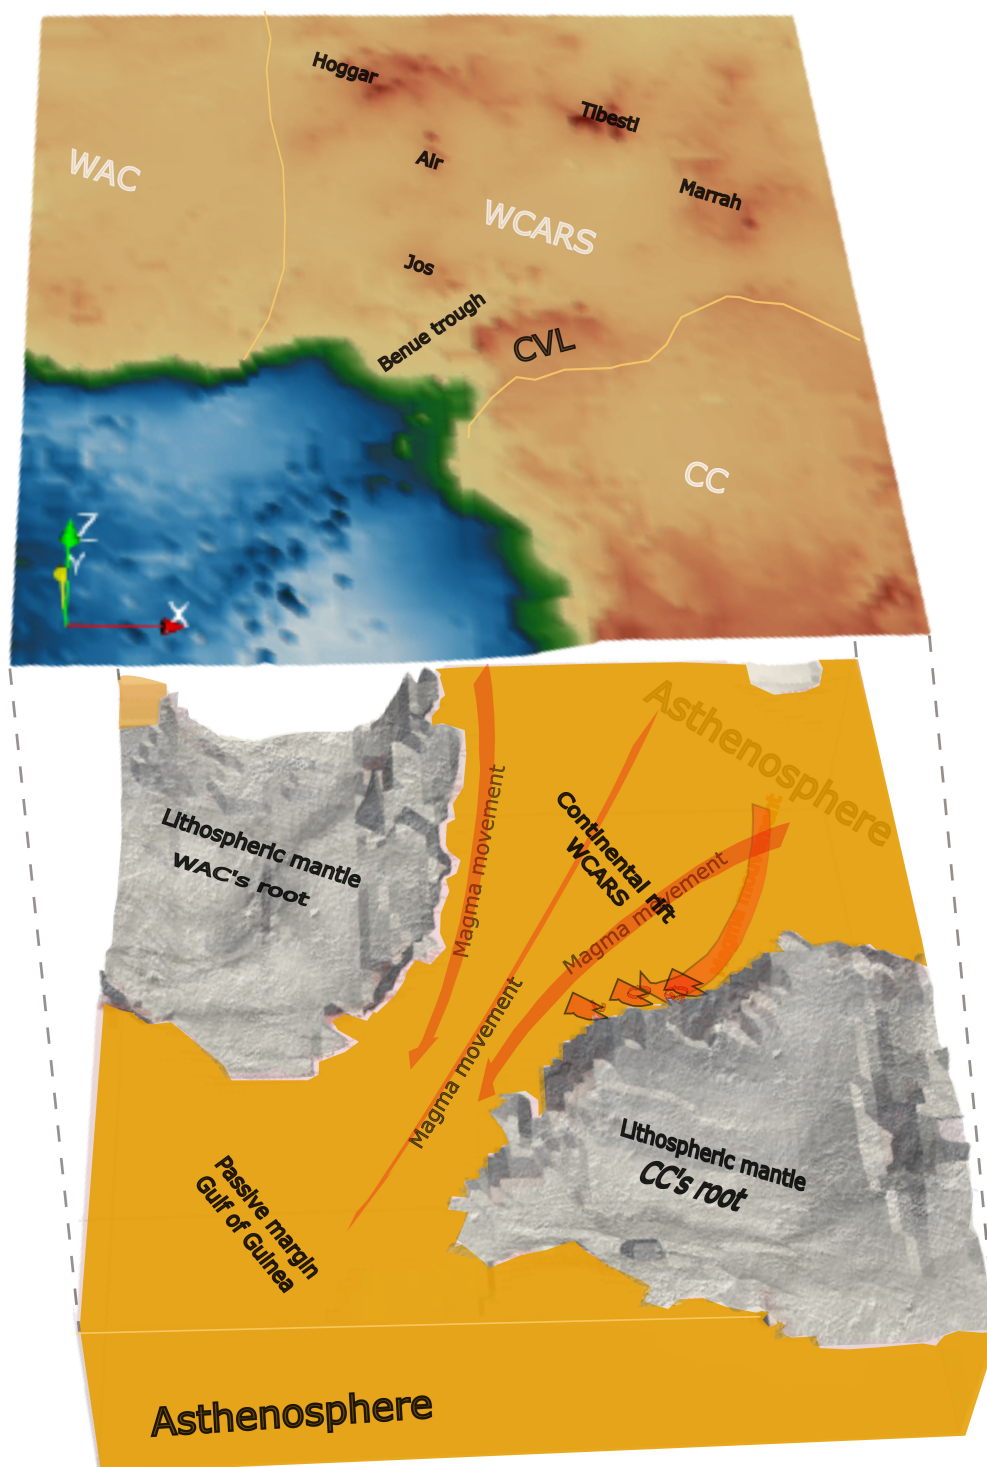 Hoggar
Tibesti
Air
WAC
Marrah
WCARS
Jos
Benue trough
CVL
CC
Z
Y
X
Asthenosphere
Magma movement
Continental rift
WCARS
Lithospheric mantle
WAC's root
Magma movement
Magma movement
Lithospheric mantle
CC's root
Passive margin
Gulf of Guinea
Asthenosphere